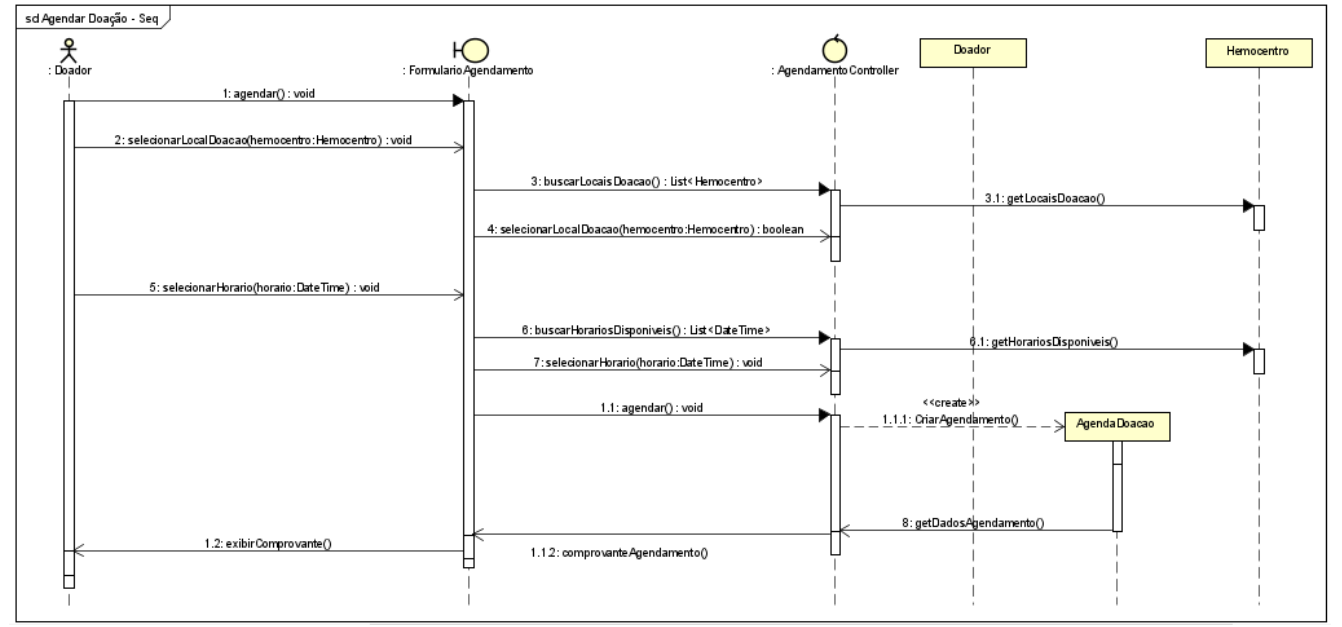 sd Agendar Doação - Seq
: Doador
: FormularioAgendamento
: AgendamentoController
Doador
Hemocentro
1: agendar() : void
2: selecionarLocalDoacao(hemocentro:Hemocentro) : void
3: buscarLocaisDoacao() : List<Hemocentro>
3.1: getLocaisDoacao()
4: selecionarLocalDoacao(hemocentro:Hemocentro) : boolean
5: selecionarHorario(horario:DateTime) : void
6: buscarHorariosDisponiveis() : List<DateTime>
6.1: getHorariosDisponiveis()
7: selecionarHorario(horario:DateTime) : void
1.1: agendar() : void
<<create>>
1.1.1: CriarAgendamento()
AgendaDoacao
8: getDadosAgendamento()
1.2: exibirComprovante()
1.1.2: comprovanteAgendamento()